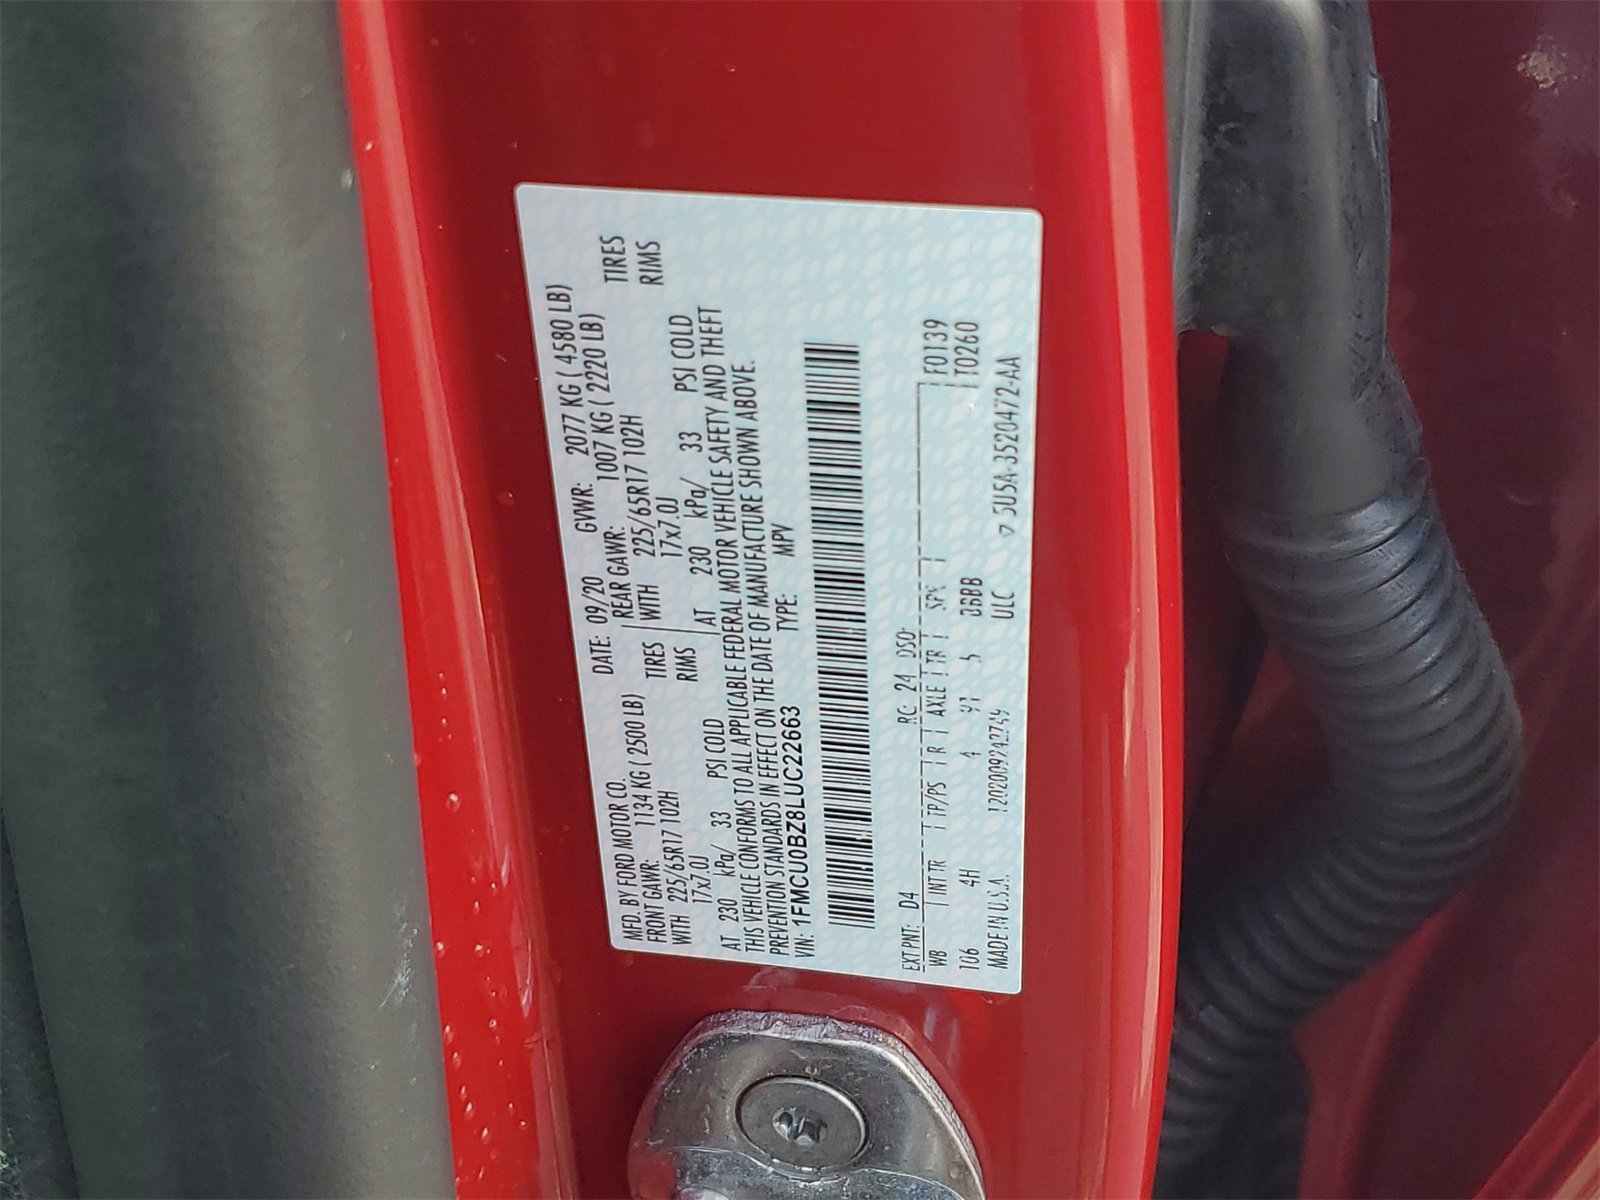 MFD. BY FORD MOTOR CO.
DATE: 09/20 GVWR: 2077 KG ( 4580 LB)
FRONT GAWR: 1134 KG ( 2500 LB) REAR GAWR: 1007 KG ( 2220 LB)
WITH 225/65R17 102H TIRES WITH 225/65R17 102H TIRES
17x7.0J RIMS 17x7.0J RIMS
AT 230 kPa/ 33 PSI COLD AT 230 kPa/ 33 PSI COLD
THIS VEHICLE CONFORMS TO ALL APPLICABLE FEDERAL MOTOR VEHICLE SAFETY AND THEFT
PREVENTION STANDARDS IN EFFECT ON THE DATE OF MANUFACTURE SHOWN ABOVE.
VIN: 1FMCU0BZ8LUC22663 TYPE: MPV
EXT PNT: D4 RC: 24 DSO:
WB INT TR TP/PS R AXLE TR SPR F0139
106 4H 4 5 T0260
MADE IN U.S.A. ULC 5U5A-3520472-AA